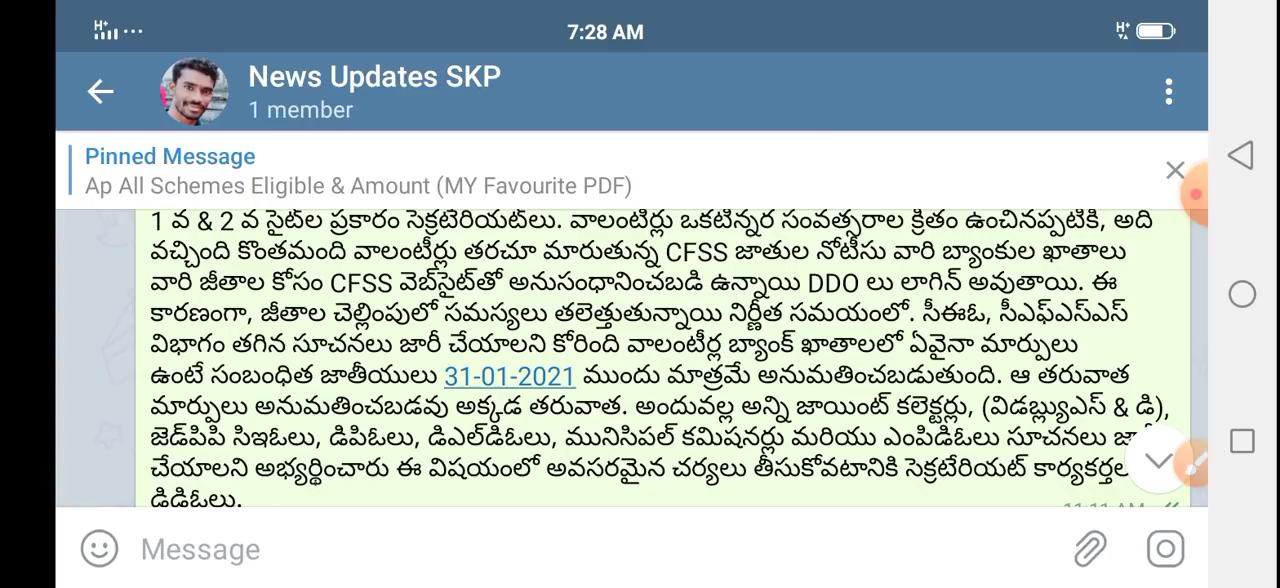 H+
7:28 AM
H+
News Updates SKP
1 member
Pinned Message
Ap All Schemes Eligible & Amount (MY Favourite PDF)
1 వ & 2 వ సైట్‌ల ప్రకారం సెక్రటేరియట్‌లు. వాలంటీర్లు ఒకటిన్నర సంవత్సరాల క్రితం ఉంచినప్పటికీ, అది
వచ్చింది కొంతమంది వాలంటీర్లు తరచూ మారుతున్న CFSS జాతుల నోటీసు వారి బ్యాంకుల ఖాతాలు
వారి జీతాల కోసం CFSS వెబ్‌సైట్‌తో అనుసంధానించబడి ఉన్నాయి DDO లు లాగిన్ అవుతాయి. ఈ
కారణంగా, జీతాల చెల్లింపులో సమస్యలు తలెత్తుతున్నాయి నిర్ణీత సమయంలో. సీఈఓ, సీఎఫ్‌ఎస్‌ఎస్
విభాగం తగిన సూచనలు జారీ చేయాలని కోరింది వాలంటీర్ల బ్యాంక్ ఖాతాలలో ఏవైనా మార్పులు
ఉంటే సంబంధిత జాతీయులు 31-01-2021 ముందు మాత్రమే అనుమతించబడుతుంది. ఆ తరువాత
మార్పులు అనుమతించబడవు అక్కడ తరువాత. అందువల్ల అన్ని జాయింట్ కలెక్టర్లు, (విడబ్ల్యుఎస్ & డి),
జెడ్‌పిపి సిఇఓలు, డిపిఓలు, డిఎల్‌డిఓలు, మునిసిపల్ కమిషనర్లు మరియు ఎంపిడిఓలు సూచనలు
చేయాలని అభ్యర్థించారు ఈ విషయంలో అవసరమైన చర్యలు తీసుకోవటానికి సెక్రటేరియట్ కార్యకర్తల
డిడిఓలు.
11:11 AM
Message